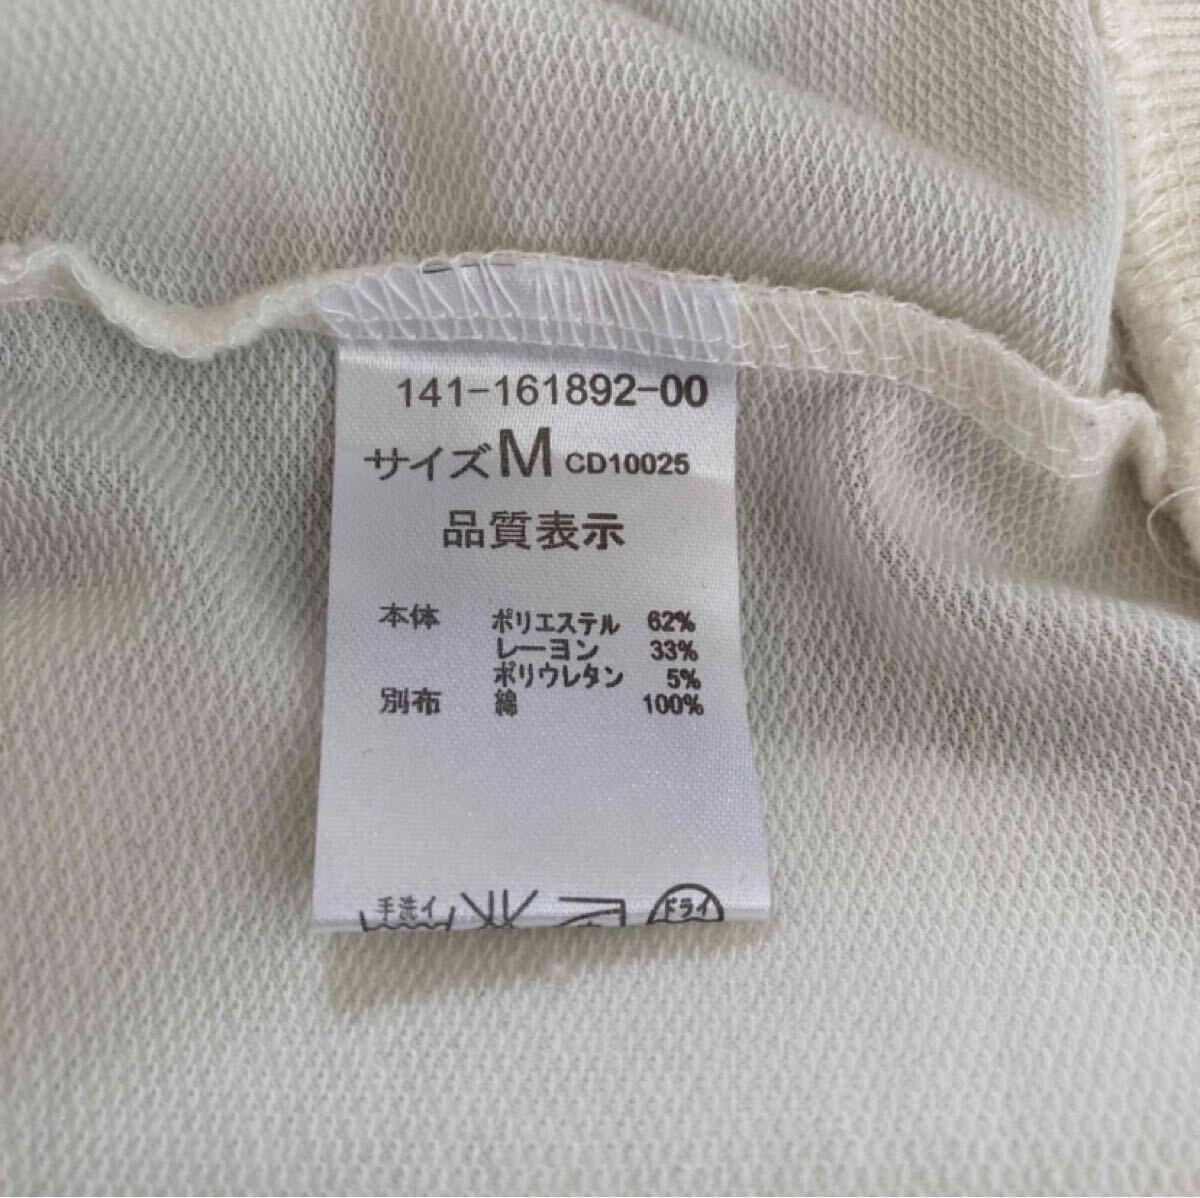 141-161892-00
サイズM CD10025
品質表示
本体 ポリエステル 62%
レーヨン 33%
ポリウレタン 5%
別布 綿 100%
手洗イ ドライ